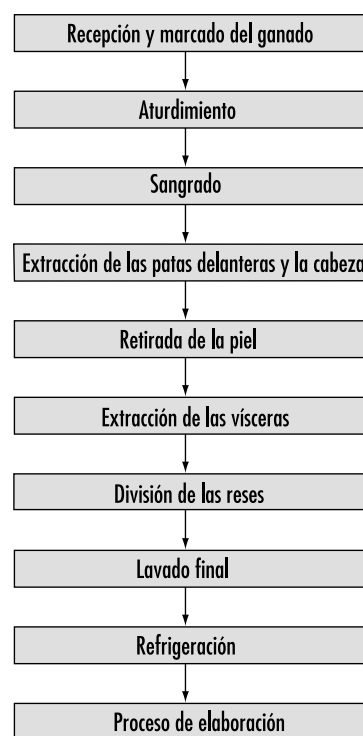 Recepción y marcado del ganado
Aturdimiento
Sangrado
Extracción de las patas delanteras y la cabeza
Retirada de la piel
Extracción de las vísceras
División de las reses
Lavado final
Refrigeración
Proceso de elaboración